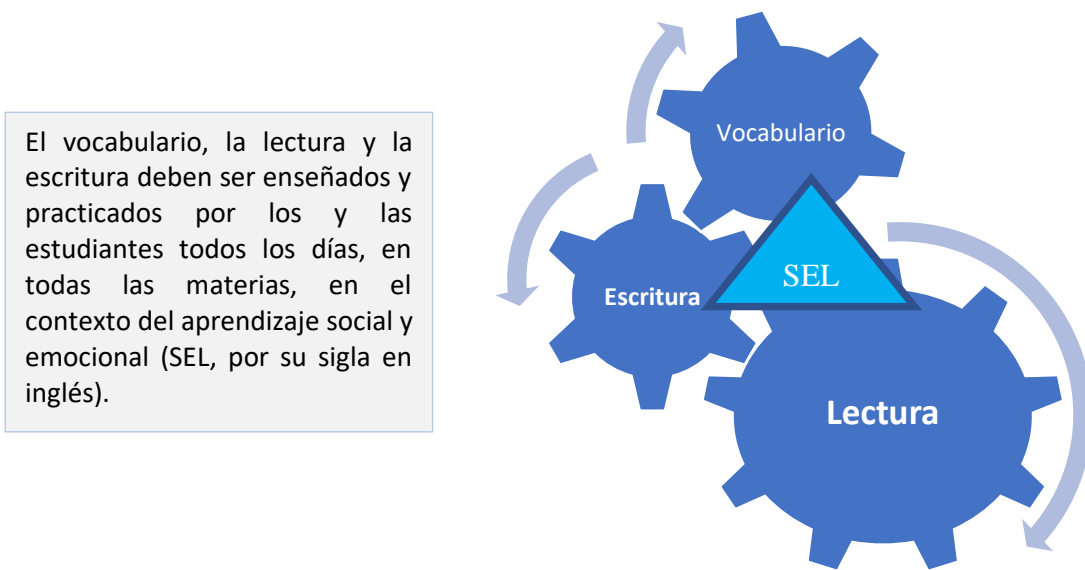 El vocabulario, la lectura y la
escritura deben ser enseñados y
practicados por los y las
estudiantes todos los días, en
todas las materias, en el
contexto del aprendizaje social y
emocional (SEL, por su sigla en
inglés).
Vocabulario
SEL
Escritura
Lectura